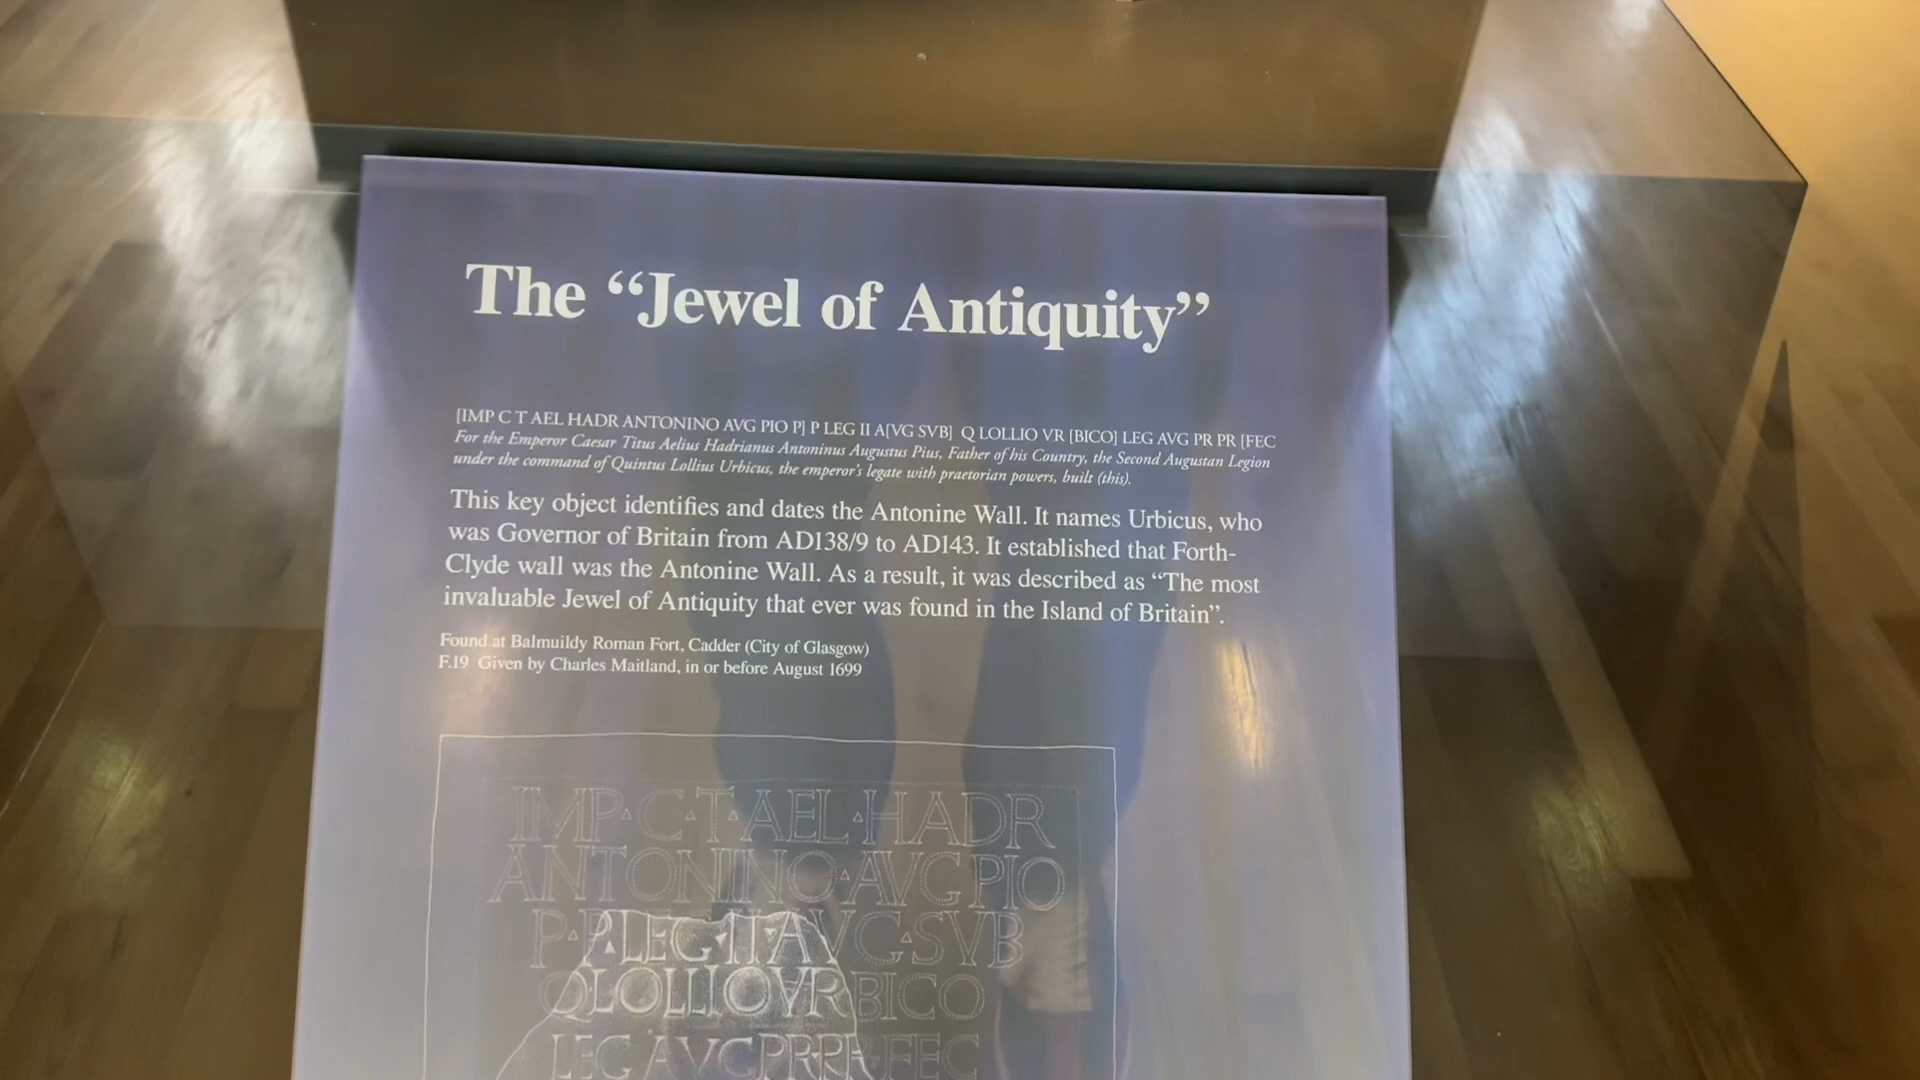 The “Jewel of Antiquity”
[IMP C T AEL HADR ANTONINO AVG PIO P] P LEG II A[VG SVB] Q LOLLIO VR [BICO] LEG AVG PR PR [FEC
For the Emperor Caesar Titus Aelius Hadrianus Antoninus Augustus Pius, Father of his Country, the Second Augustan Legion
under the command of Quintus Lollius Urbicus, the emperor's legate with praetorian powers, built (this).
This key object identifies and dates the Antonine Wall. It names Urbicus, who
was Governor of Britain from AD138/9 to AD143. It established that Forth-
Clyde wall was the Antonine Wall. As a result, it was described as “The most
invaluable Jewel of Antiquity that ever was found in the Island of Britain”.
Found at Balmuildy Roman Fort, Cadder (City of Glasgow)
F.19 Given by Charles Maitland, in or before August 1699
IMP·C·T·AEL·HADR
ANTONINO·AVG PIO
P·P·LEG·II·AVG·SVB
QLOLLIOVRBICO
LEG AVGPRPRFEC